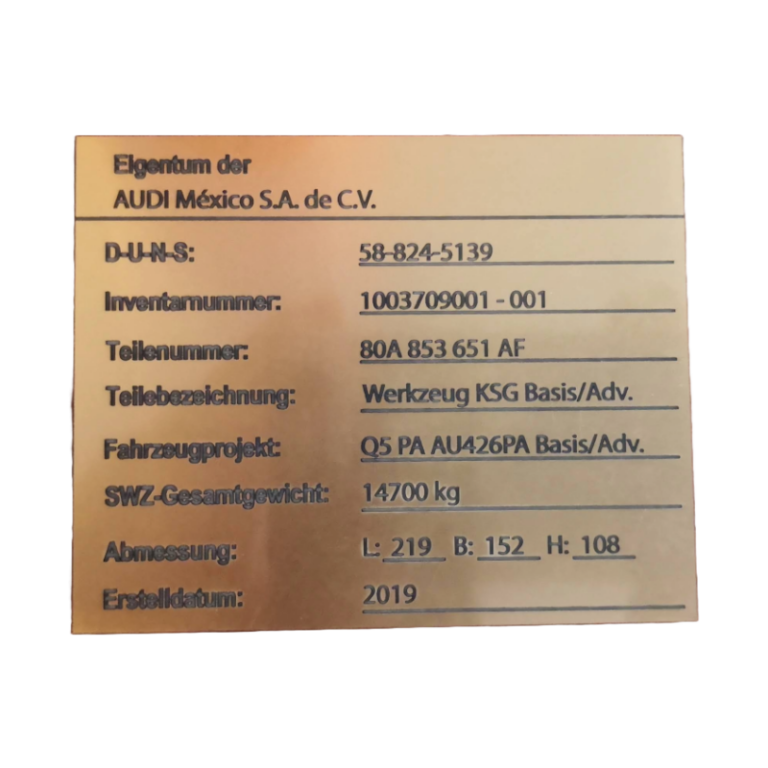 Eigentum der
AUDI México S.A. de C.V.
D-U-N-S: 58-824-5139
Inventarnummer: 1003709001 - 001
Teilenummer: 80A 853 651 AF
Teilebezeichnung: Werkzeug KSG Basis/Adv.
Fahrzeugprojekt: Q5 PA AU426PA Basis/Adv.
SWZ-Gesamtgewicht: 14700 kg
Abmessung: L: 219 B: 152 H: 108
Erstelldatum: 2019